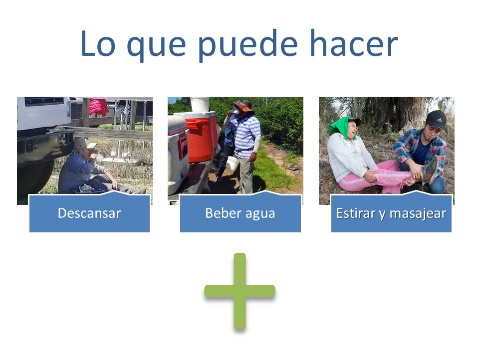 Lo que puede hacer
Descansar
Beber agua
Estirar y masajear